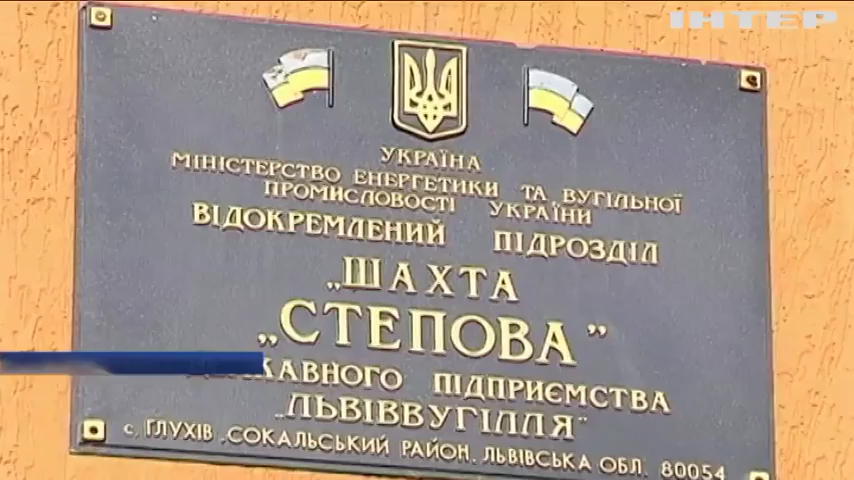 ІНТЕР
УКРАЇНА
МІНІСТЕРСТВО ЕНЕРГЕТИКИ ТА ВУГІЛЬНОЇ
ПРОМИСЛОВОСТІ УКРАЇНИ
ВІДОКРЕМЛЕНИЙ ПІДРОЗДІЛ
„ШАХТА
„СТЕПОВА”
ДЕРЖАВНОГО ПІДПРИЄМСТВА
„ЛЬВІВВУГІЛЛЯ"
с. ГЛУХІВ, СОКАЛЬСЬКИЙ РАЙОН, ЛЬВІВСЬКА ОБЛ. 80054